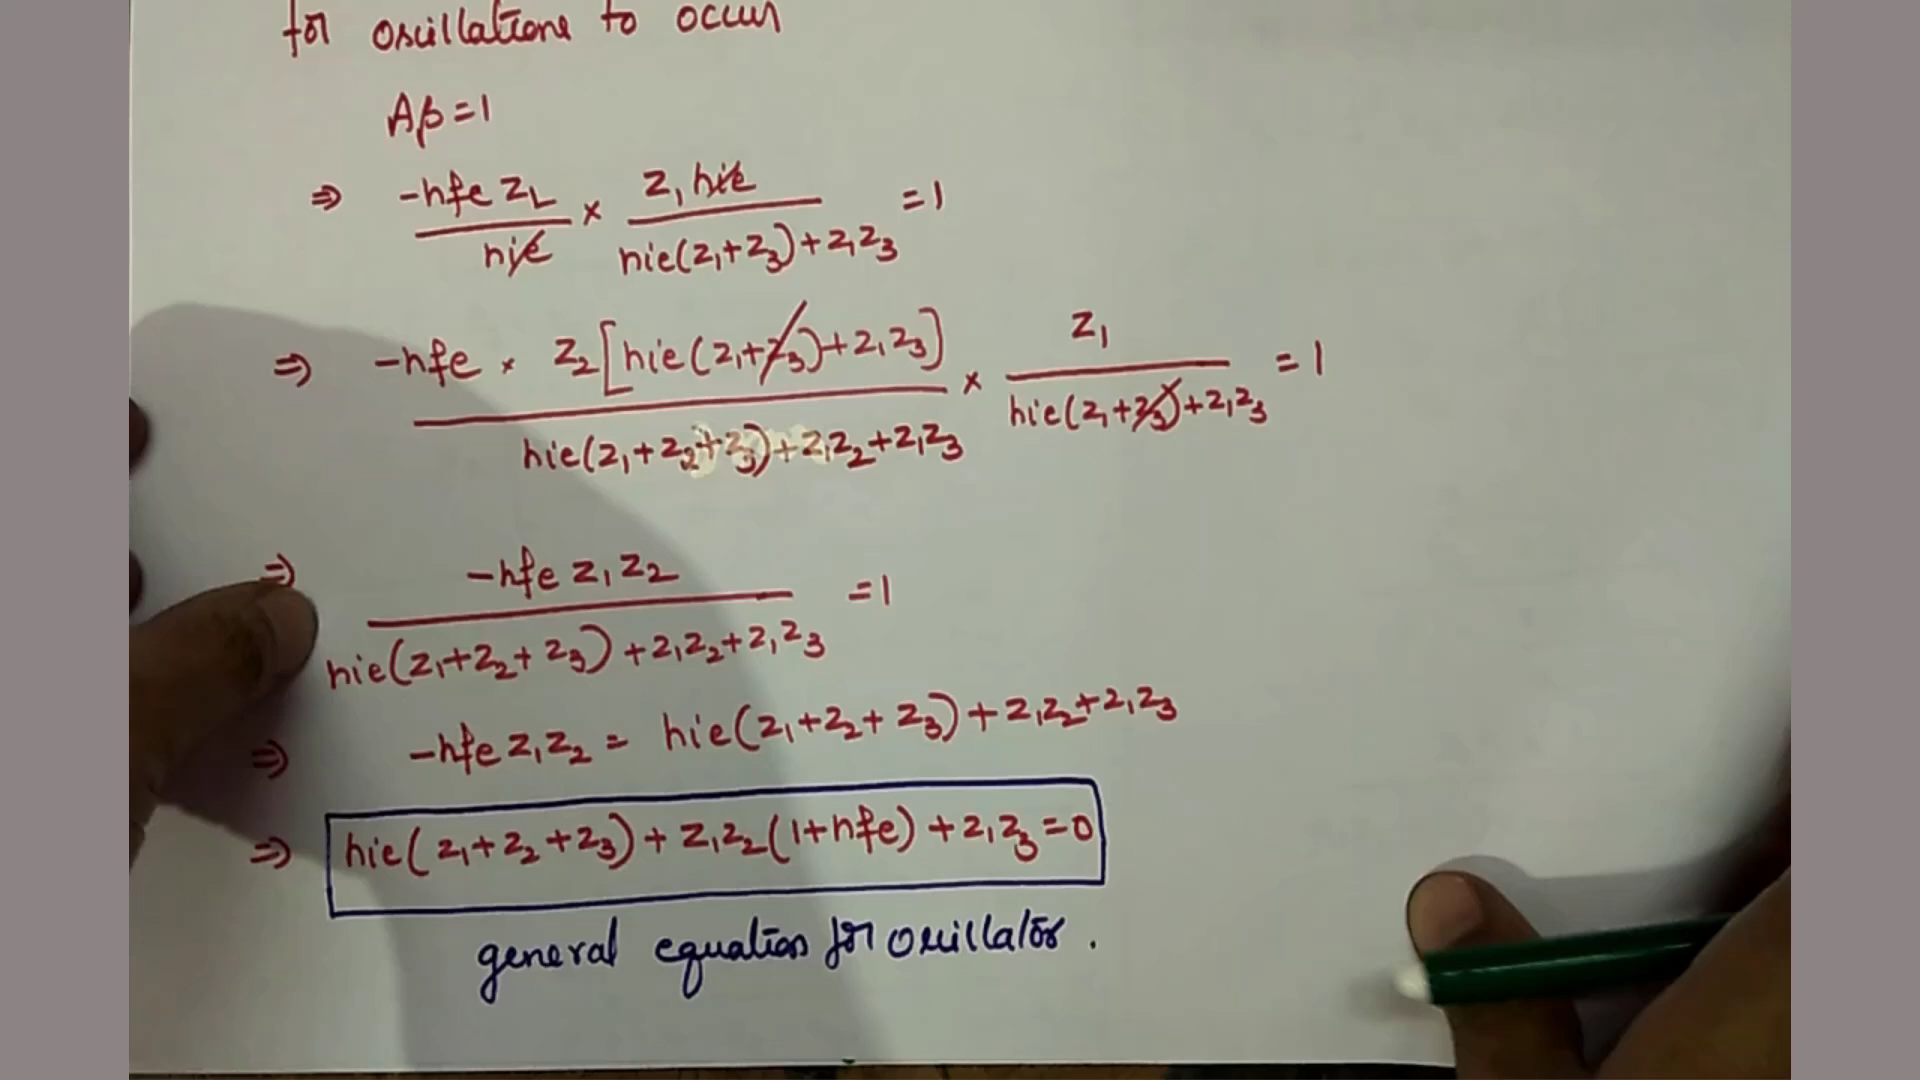 for oscillations to occur
Aβ=1
⇒ -hfe ZL / hie × Z1 hie / hie(Z1+Z3)+Z1Z3 =1
⇒ -hfe × Z2[hie(Z1+Z3)+Z1Z3] / hie(Z1+Z2+Z3)+Z1Z2+Z1Z3 × Z1 / hie(Z1+Z3)+Z1Z3 =1
⇒ -hfe Z1Z2 / hie(Z1+Z2+Z3)+Z1Z2+Z1Z3 =1
⇒ -hfe Z1Z2 = hie(Z1+Z2+Z3)+Z1Z2+Z1Z3
⇒ hie(Z1+Z2+Z3)+Z1Z2(1+hfe)+Z1Z3=0
general equation for oscillator.